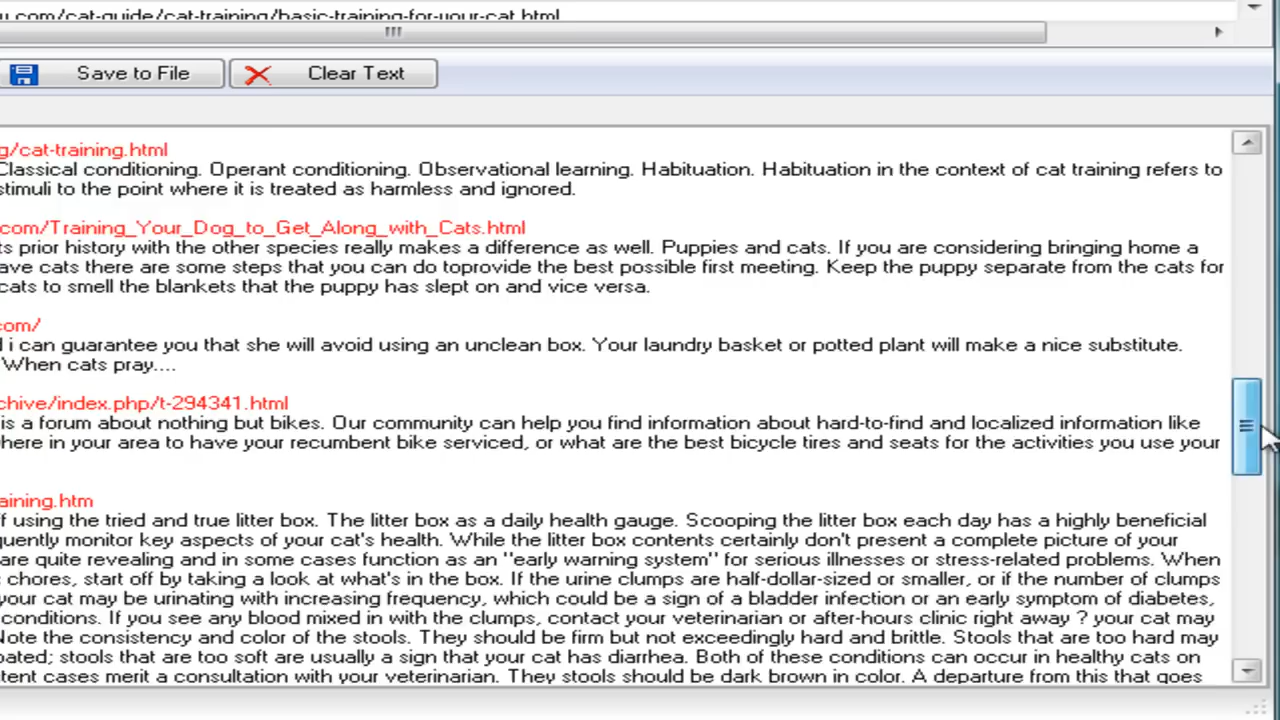 u.com/cat-guide/cat-training/basic-training-for-your-cat.html
Save to File
Clear Text
g/cat-training.html
Classical conditioning. Operant conditioning. Observational learning. Habituation. Habituation in the context of cat training refers to
stimuli to the point where it is treated as harmless and ignored.
com/Training_Your_Dog_to_Get_Along_with_Cats.html
ts prior history with the other species really makes a difference as well. Puppies and cats. If you are considering bringing home a
ave cats there are some steps that you can do toprovide the best possible first meeting. Keep the puppy separate from the cats for
cats to smell the blankets that the puppy has slept on and vice versa.
com/
d i can guarantee you that she will avoid using an unclean box. Your laundry basket or potted plant will make a nice substitute.
When cats pray....
chive/index.php/t-294341.html
is a forum about nothing but bikes. Our community can help you find information about hard-to-find and localized information like
here in your area to have your recumbent bike serviced, or what are the best bicycle tires and seats for the activities you use your
aining.htm
f using the tried and true litter box. The litter box as a daily health gauge. Scooping the litter box each day has a highly beneficial
quently monitor key aspects of your cat's health. While the litter box contents certainly don't present a complete picture of your
are quite revealing and in some cases function as an "early warning system" for serious illnesses or stress-related problems. When
chores, start off by taking a look at what's in the box. If the urine clumps are half-dollar-sized or smaller, or if the number of clumps
your cat may be urinating with increasing frequency, which could be a sign of a bladder infection or an early symptom of diabetes,
conditions. If you see any blood mixed in with the clumps, contact your veterinarian or after-hours clinic right away ? your cat may
Note the consistency and color of the stools. They should be firm but not exceedingly hard and brittle. Stools that are too hard may
pated; stools that are too soft are usually a sign that your cat has diarrhea. Both of these conditions can occur in healthy cats on
tent cases merit a consultation with your veterinarian. They stools should be dark brown in color. A departure from this that goes